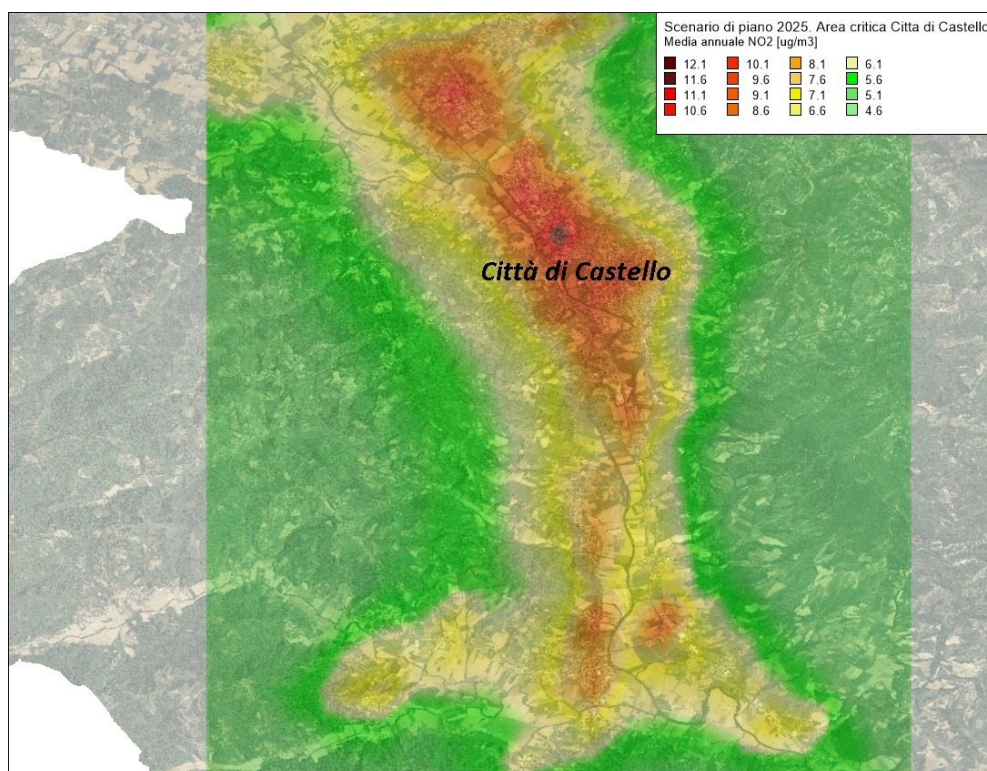 Scenario di piano 2025. Area critica Citta di Castello
Media annuale NO2 [ug/m3]
12.1 10.1 8.1 6.1
11.6 9.6 7.6 5.6
11.1 9.1 7.1 5.1
10.6 8.6 6.6 4.6
Città di Castello